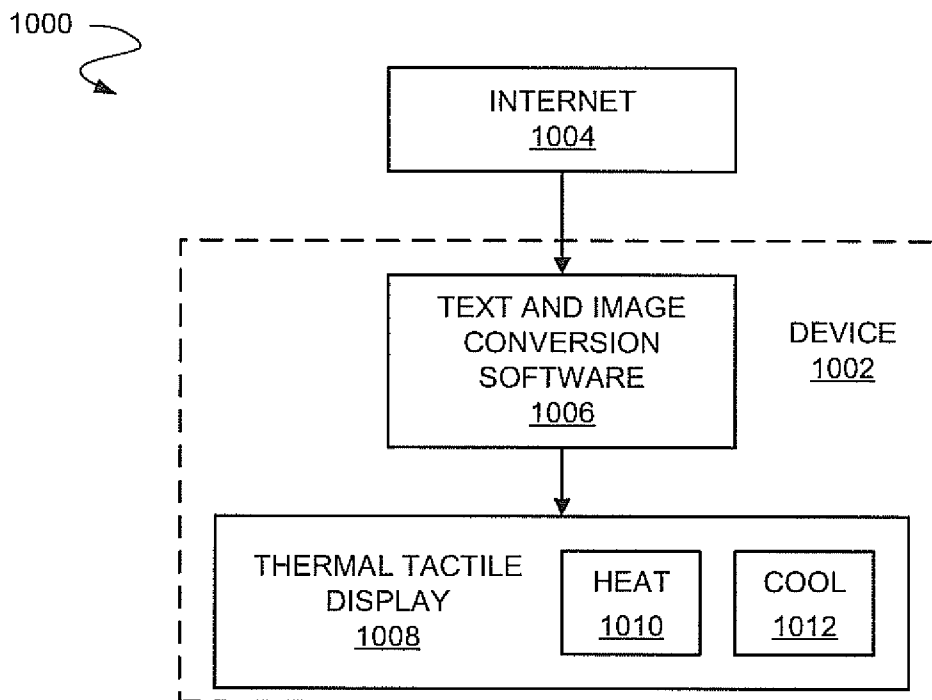 1000
INTERNET
1004
TEXT AND IMAGE
CONVERSION
SOFTWARE
1006
DEVICE
1002
THERMAL TACTILE
DISPLAY
1008
HEAT
1010
COOL
1012